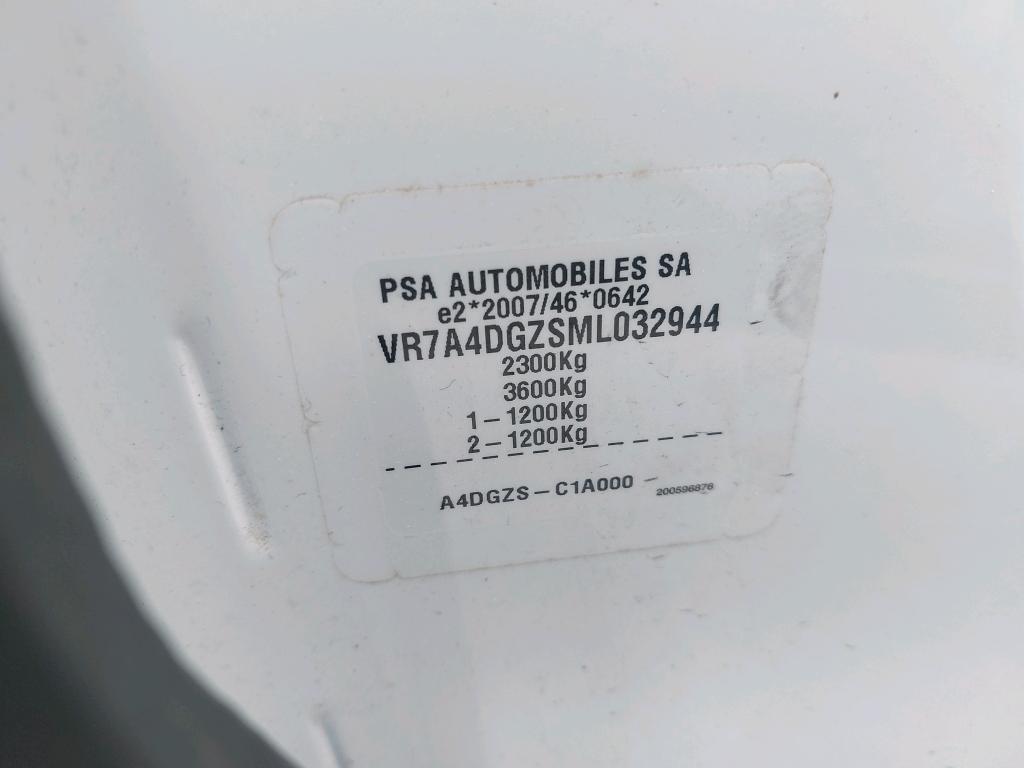 PSA AUTOMOBILES SA
e2*2007/46*0642
VR7A4DGZSML032944
2300Kg
3600Kg
1-1200Kg
2-1200Kg
A4DGZS-C1A000 - 200596876